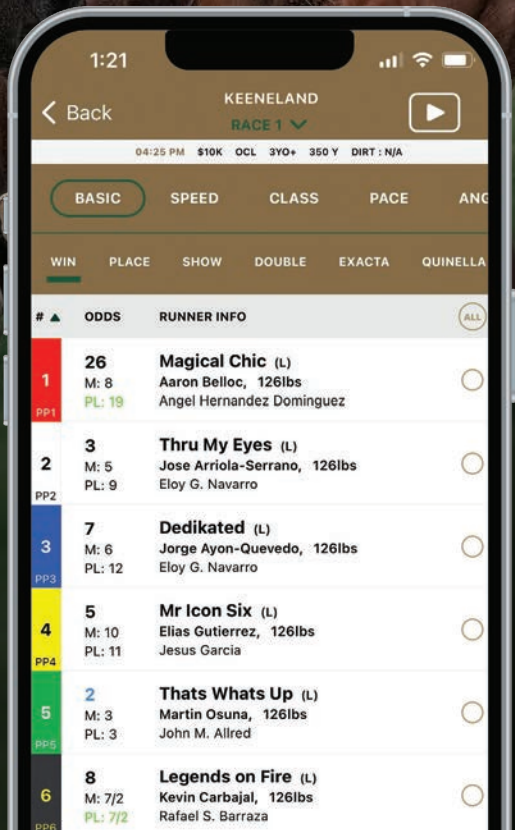 1:21
Back
KEENELAND
RACE 1
04:25 PM $10K OCL 3YO+ 350 Y DIRT : N/A
BASIC SPEED CLASS PACE ANG
WIN PLACE SHOW DOUBLE EXACTA QUINELLA
# ODDS RUNNER INFO ALL
1 26 Magical Chic (L)
M: 8 Aaron Belloc, 126lbs
PP1 PL: 19 Angel Hernandez Dominguez
2 3 Thru My Eyes (L)
M: 5 Jose Arriola-Serrano, 126lbs
PP2 PL: 9 Eloy G. Navarro
3 7 Dedikated (L)
M: 6 Jorge Ayon-Quevedo, 126lbs
PP3 PL: 12 Eloy G. Navarro
4 5 Mr Icon Six (L)
M: 10 Elias Gutierrez, 126lbs
PP4 PL: 11 Jesus Garcia
5 2 Thats Whats Up (L)
M: 3 Martin Osuna, 126lbs
PP5 PL: 3 John M. Allred
6 8 Legends on Fire (L)
M: 7/2 Kevin Carbajal, 126lbs
PP6 PL: 7/2 Rafael S. Barraza